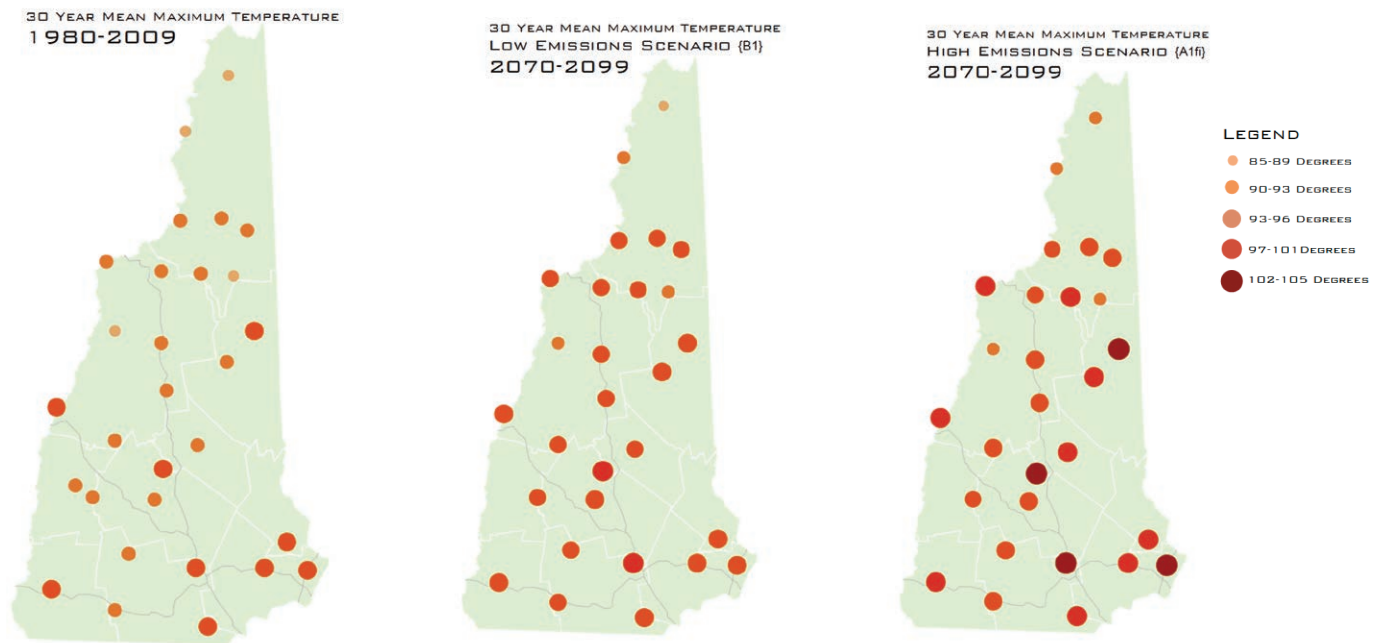 30 Year Mean Maximum Temperature
1980-2009
30 Year Mean Maximum Temperature
Low Emissions Scenario {B1}
2070-2099
30 Year Mean Maximum Temperature
High Emissions Scenario {A1fi}
2070-2099
Legend
85-89 Degrees
90-93 Degrees
93-96 Degrees
97-101Degrees
102-105 Degrees